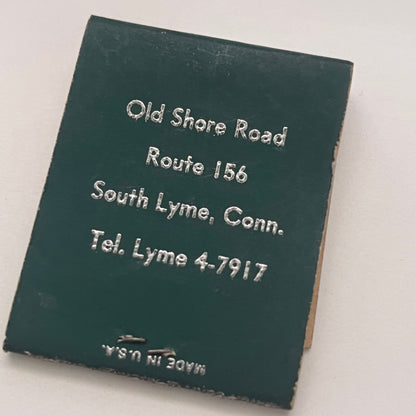 Old Shore Road
Route 156
South Lyme, Conn.
Tel. Lyme 4-7917
MADE IN U.S.A.